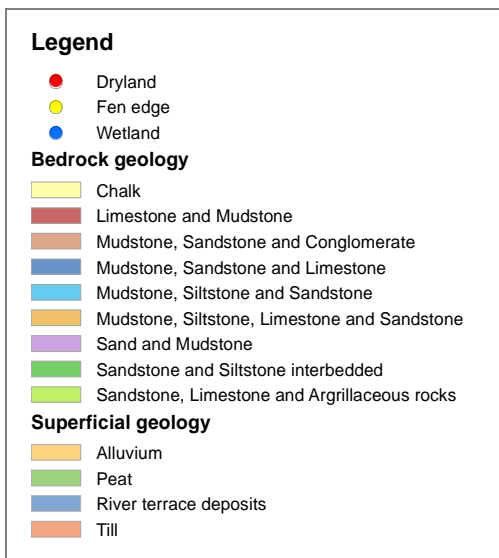 Legend
Dryland
Fen edge
Wetland
Bedrock geology
Chalk
Limestone and Mudstone
Mudstone, Sandstone and Conglomerate
Mudstone, Sandstone and Limestone
Mudstone, Siltstone and Sandstone
Mudstone, Siltstone, Limestone and Sandstone
Sand and Mudstone
Sandstone and Siltstone interbedded
Sandstone, Limestone and Argrillaceous rocks
Superficial geology
Alluvium
Peat
River terrace deposits
Till